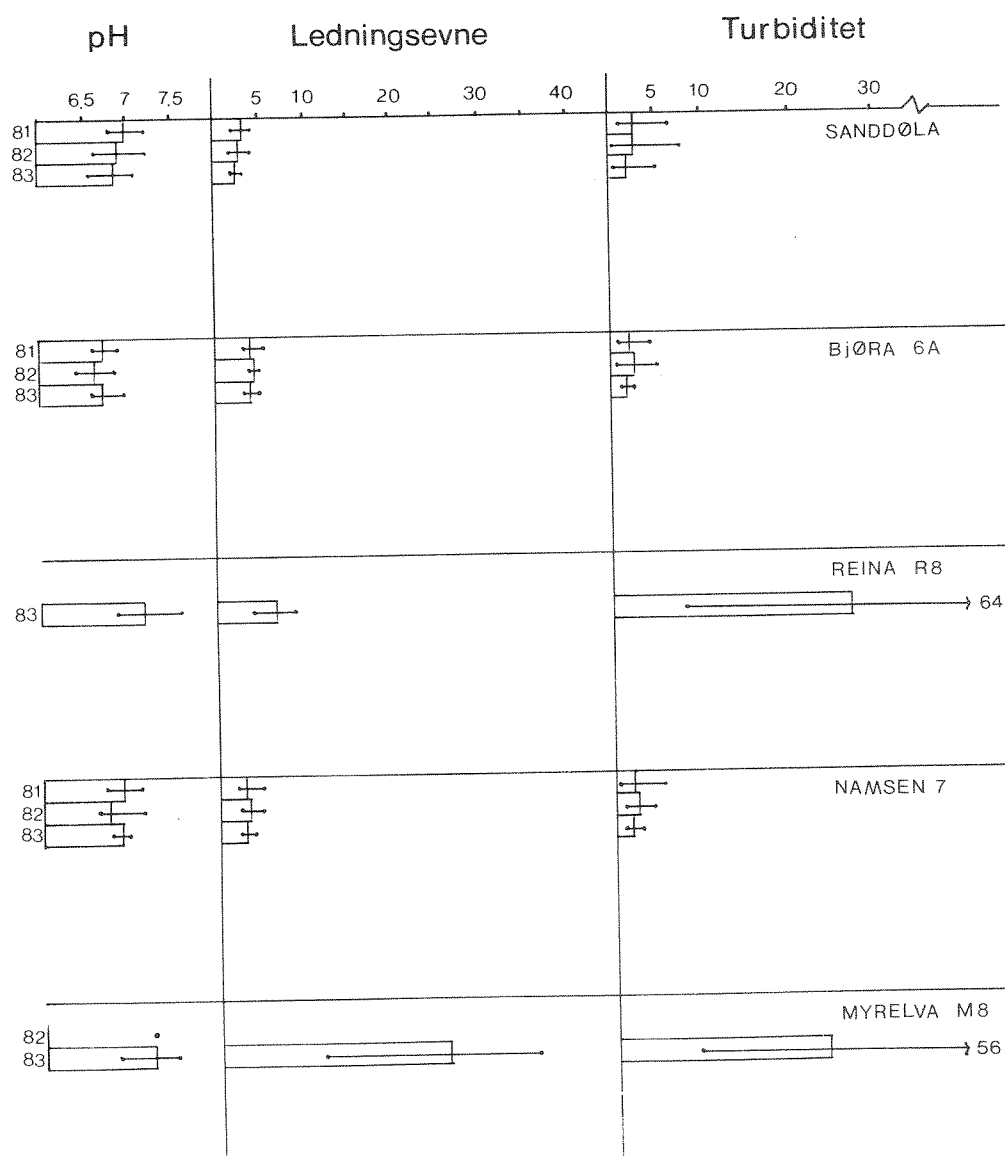 pH Ledningsevne Turbiditet
6,5 7 7,5 5 10 20 30 40 5 10 20 30
81 SANDDØLA
82
83
81 BjØRA 6A
82
83
REINA R8
83 64
81 NAMSEN 7
82
83
MYRELVA M8
82
83 56